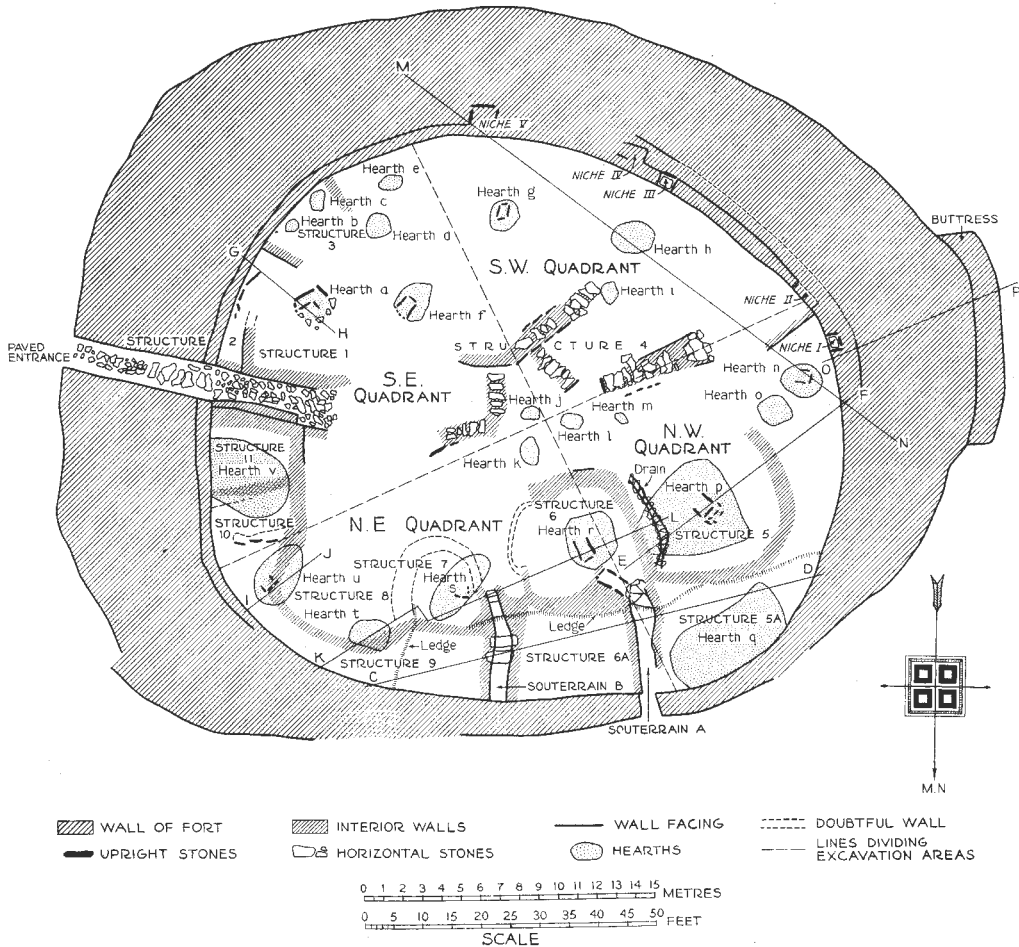 M
NICHE V
Hearth e
Hearth c
Hearth b
STRUCTURE
3
Hearth d
Hearth g
NICHE IV
NICHE III
Hearth h
BUTTRESS
G
S.W. QUADRANT
Hearth a
Hearth f
Hearth i
NICHE II
P
H
STRUCTURE
2
STRUCTURE 1
STRUCTURE 4
PAVED
ENTRANCE
NICHE I
O
S.E.
QUADRANT
Hearth n
Hearth o
F
Hearth j
Hearth m
Hearth l
Hearth k
N.W.
QUADRANT
N
STRUCTURE
11
Hearth v
Drain
Hearth p
STRUCTURE
10
N.E QUADRANT
STRUCTURE
6
Hearth r
L
STRUCTURE 5
E
J
STRUCTURE 7
Hearth
s
Hearth u
STRUCTURE 8
I
Hearth t
D
Ledge
STRUCTURE 5A
Hearth q
K
Ledge
STRUCTURE 9
C
STRUCTURE 6A
SOUTERRAIN B
SOUTERRAIN A
M.N
WALL OF FORT
INTERIOR WALLS
WALL FACING
DOUBTFUL WALL
UPRIGHT STONES
HORIZONTAL STONES
HEARTHS
LINES DIVIDING
EXCAVATION AREAS
0 1 2 3 4 5 6 7 8 9 10 11 12 13 14 15 METRES
0 5 10 15 20 25 30 35 40 45 50 FEET
SCALE